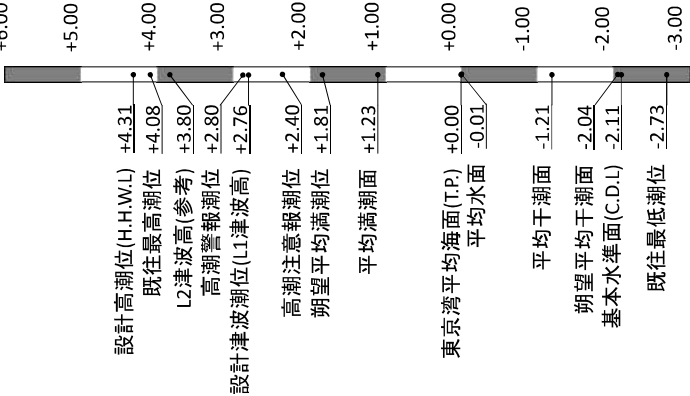 +6.00
+5.00
+4.00
+3.00
+2.00
+1.00
+0.00
-1.00
-2.00
-3.00
設計高潮位(H.H.W.L) +4.31
既往最高潮位 +4.08
L2津波高(参考) +3.80
高潮警報潮位 +2.80
設計津波潮位(L1津波高) +2.76
高潮注意報潮位 +2.40
朔望平均満潮位 +1.81
平均満潮面 +1.23
東京湾平均海面(T.P.) +0.00
平均水面 -0.01
平均干潮面 -1.21
朔望平均干潮面 -2.04
基本水準面(C.D.L) -2.11
既往最低潮位 -2.73